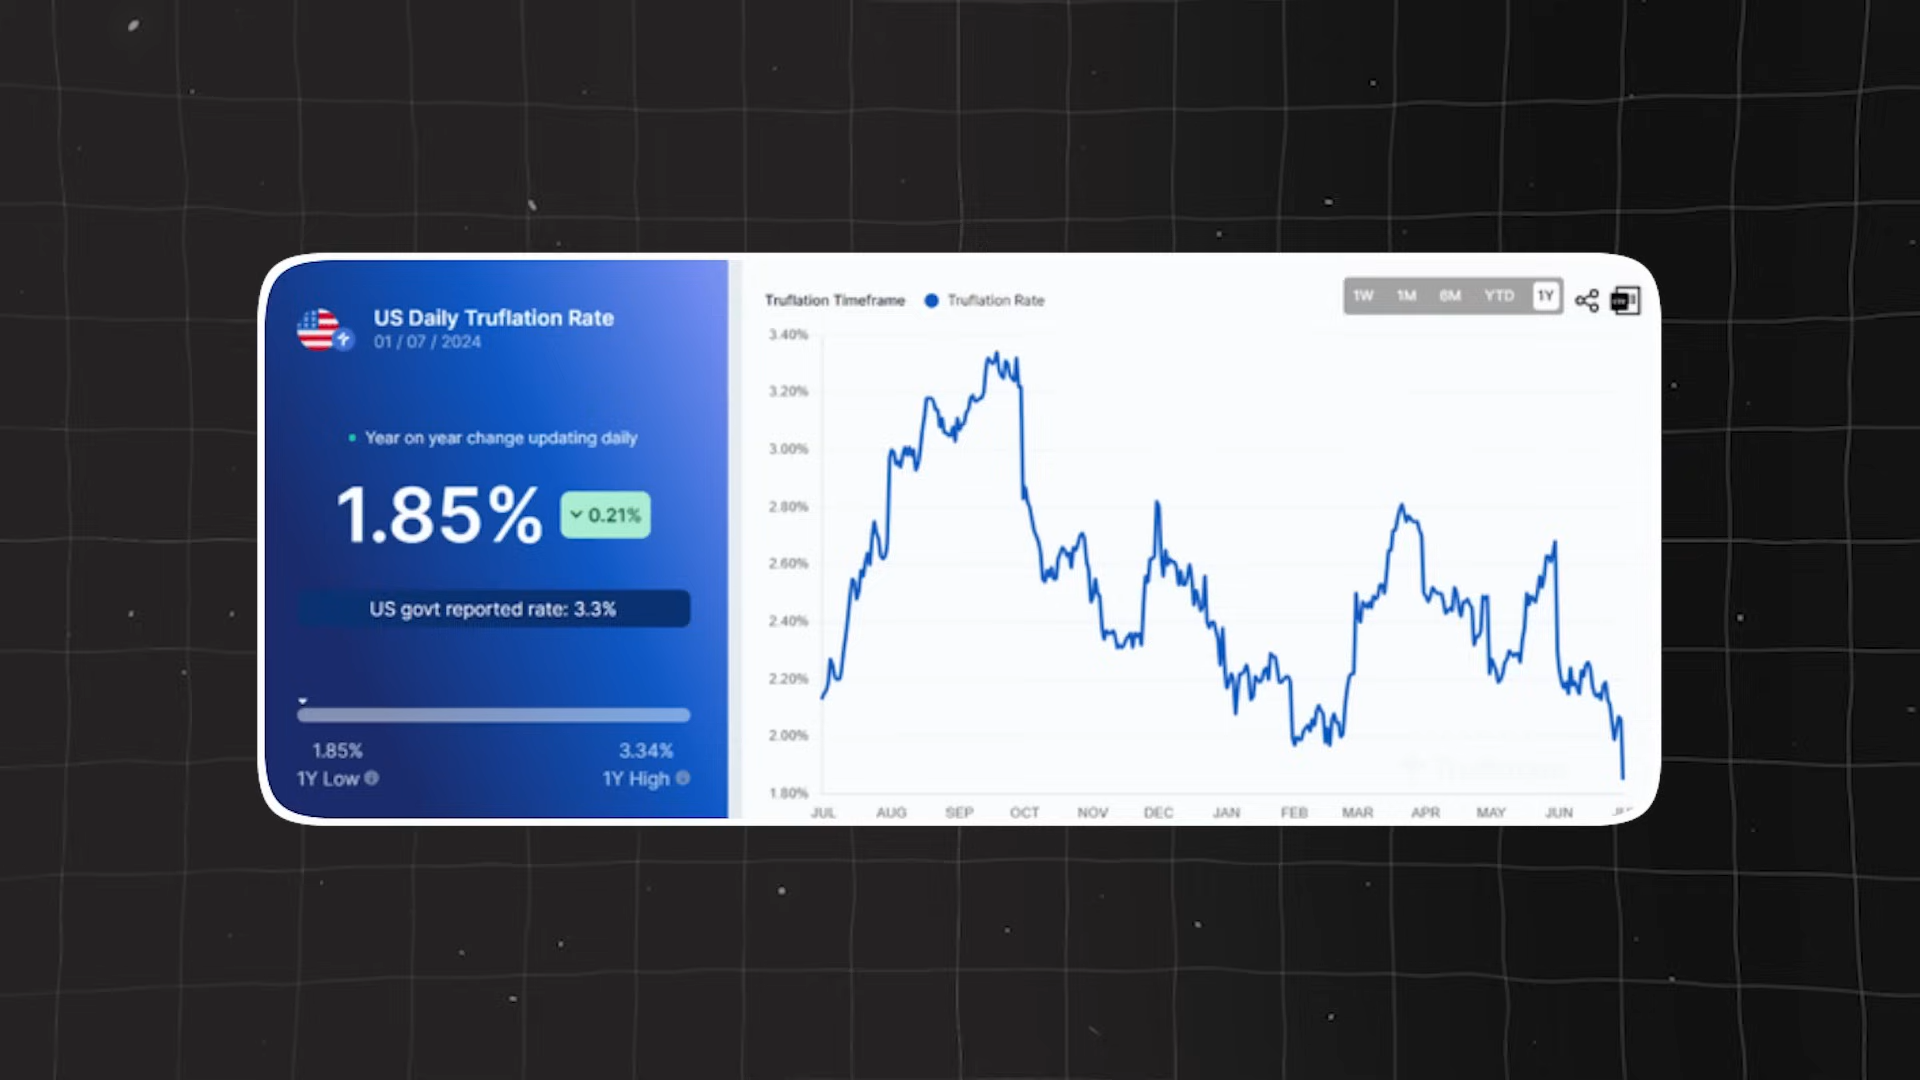 US Daily Truflation Rate
01 / 07 / 2024
Year on year change updating daily
1.85%
0.21%
US govt reported rate: 3.3%
1.85%
3.34%
1Y Low
1Y High
Truflation Timeframe
Truflation Rate
1W
1M
6M
YTD
1Y
3.40%
3.20%
3.00%
2.80%
2.60%
2.40%
2.20%
2.00%
1.80%
JUL
AUG
SEP
OCT
NOV
DEC
JAN
FEB
MAR
APR
MAY
JUN